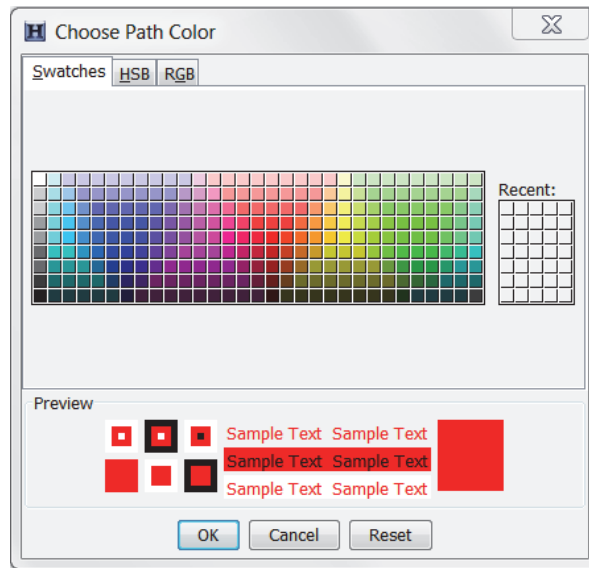 H Choose Path Color
Swatches HSB RGB
Recent:
Preview
Sample Text Sample Text
Sample Text Sample Text
Sample Text Sample Text
OK Cancel Reset